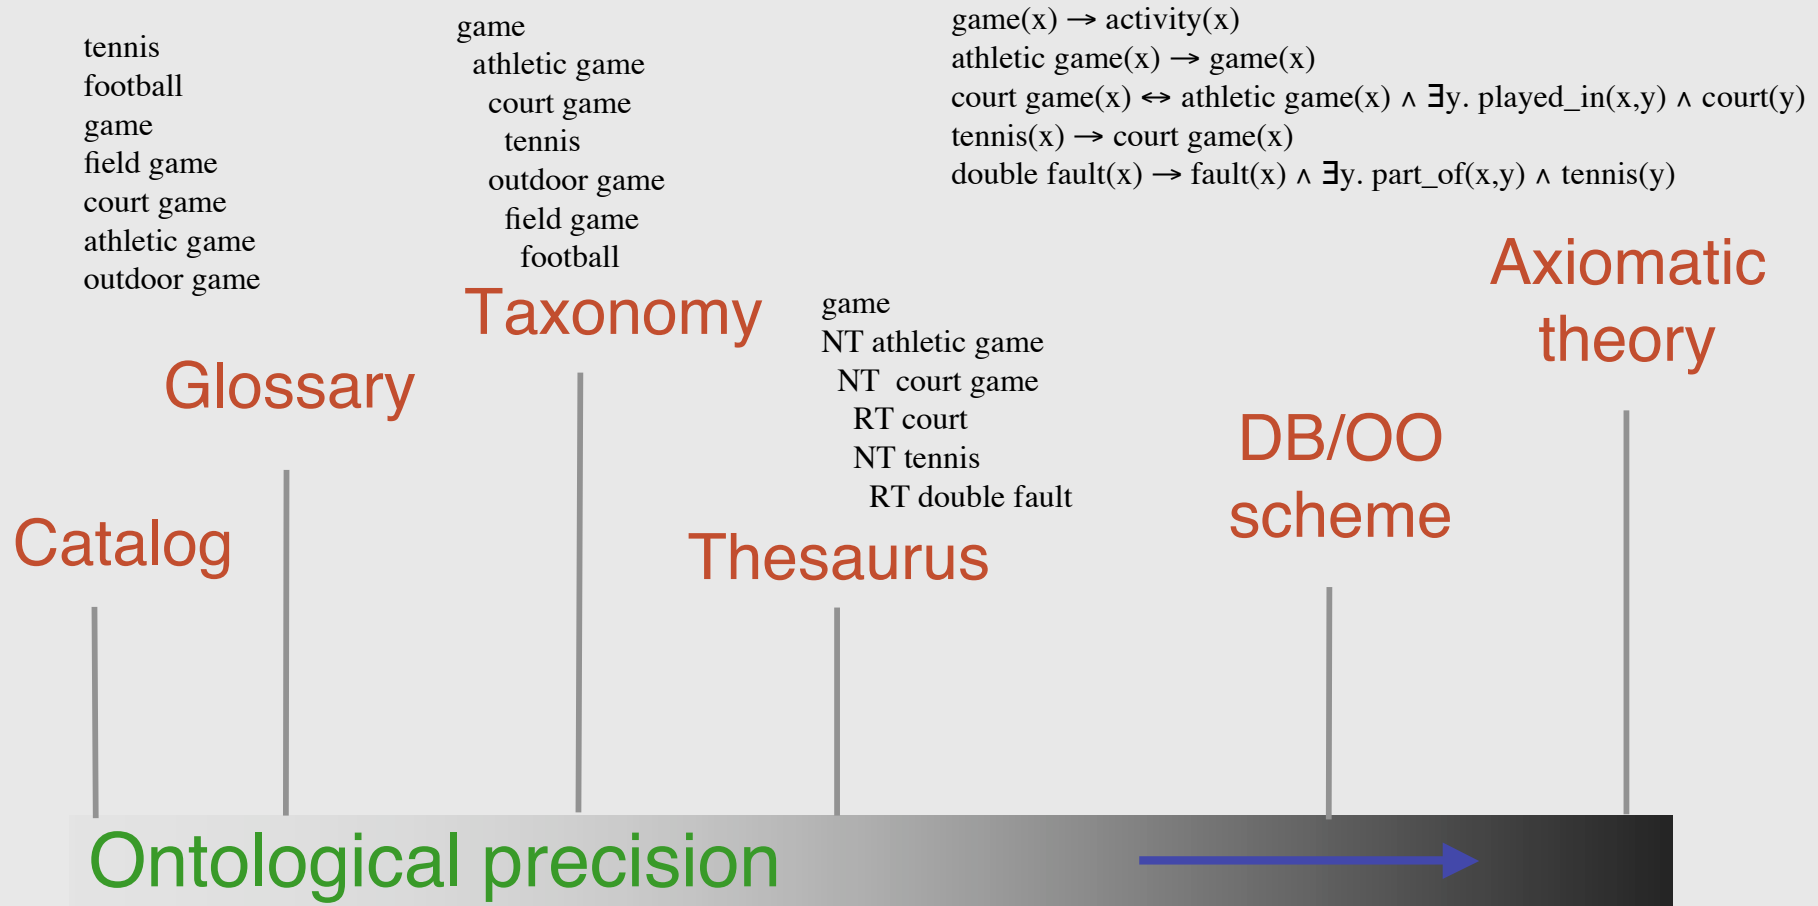 tennis
football
game
field game
court game
athletic game
outdoor game
game
athletic game
court game
tennis
outdoor game
field game
football
game(x) → activity(x)
athletic game(x) → game(x)
court game(x) ↔ athletic game(x) ∧ ∃y. played_in(x,y) ∧ court(y)
tennis(x) → court game(x)
double fault(x) → fault(x) ∧ ∃y. part_of(x,y) ∧ tennis(y)
game
NT athletic game
NT court game
RT court
NT tennis
RT double fault
Catalog
Glossary
Taxonomy
Thesaurus
DB/OO
scheme
Axiomatic
theory
Ontological precision